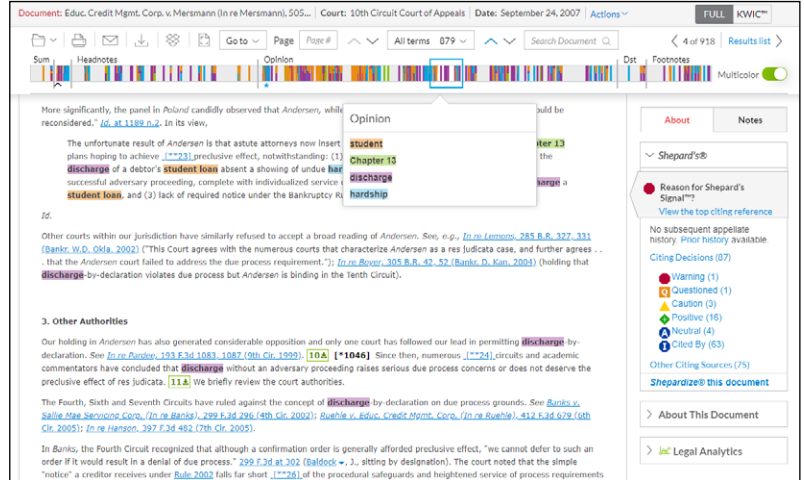 Document: Educ. Credit Mgmt. Corp. v. Mersmann (In re Mersmann), 505... Court: 10th Circuit Court of Appeals Date: September 24, 2007 Actions
FULL KWIC™
Go to Page Page # All terms 879 Search Document 4 of 918 Results list
Sum Headnotes Opinion Dst Footnotes
Multicolor
More significantly, the panel in Poland candidly observed that Andersen, while ould be
reconsidered." Id. at 1189 n.2. In its view,
The unfortunate result of Andersen is that astute attorneys now insert ter 13
plans hoping to achieve [**23] preclusive effect, notwithstanding: (1) the
discharge of a debtor's student loan absent a showing of undue har
successful adversary proceeding, complete with individualized service arge a
student loan, and (3) lack of required notice under the Bankruptcy Ru
Id.
Opinion
student
Chapter 13
discharge
hardship
Other courts within our jurisdiction have similarly refused to accept a broad reading of Andersen. See, e.g., In re Lemons, 285 B.R. 327, 331
(Bankr. W.D. Okla. 2002) ("This Court agrees with the numerous courts that characterize Andersen as a res judicata case, and further agrees . .
. that the Andersen court failed to address the due process requirement."); In re Boyer, 305 B.R. 42, 52 (Bankr. D. Kan. 2004) (holding that
discharge-by-declaration violates due process but Andersen is binding in the Tenth Circuit).
3. Other Authorities
Our holding in Andersen has also generated considerable opposition and only one court has followed our lead in permitting discharge-by-
declaration. See In re Pardee, 193 F.3d 1083, 1087 (9th Cir. 1999). 10 [*1046] Since then, numerous [**24] circuits and academic
commentators have concluded that discharge without an adversary proceeding raises serious due process concerns or does not deserve the
preclusive effect of res judicata. 11 We briefly review the court authorities.
The Fourth, Sixth and Seventh Circuits have ruled against the concept of discharge-by-declaration on due process grounds. See Banks v.
Sallie Mae Servicing Corp. (In re Banks), 299 F.3d 296 (4th Cir. 2002); Ruehle v. Educ. Credit Mgmt. Corp. (In re Ruehle), 412 F.3d 679 (6th
Cir. 2005); In re Hanson, 397 F.3d 482 (7th Cir. 2005).
In Banks, the Fourth Circuit recognized that although a confirmation order is generally afforded preclusive effect, "we cannot defer to such an
order if it would result in a denial of due process." 299 F.3d at 302 (Baldock, J., sitting by designation). The court noted that the simple
"notice" a creditor receives under Rule 2002 falls far short [**26] of the procedural safeguards and heightened service of process requirements
About Notes
Shepard's®
Reason for Shepard's
Signal™?
View the top citing reference
No subsequent appellate
history. Prior history available.
Citing Decisions (87)
Warning (1)
Q Questioned (1)
Caution (3)
Positive (16)
A Neutral (4)
I Cited By (63)
Other Citing Sources (75)
Shepardize® this document
About This Document
Legal Analytics